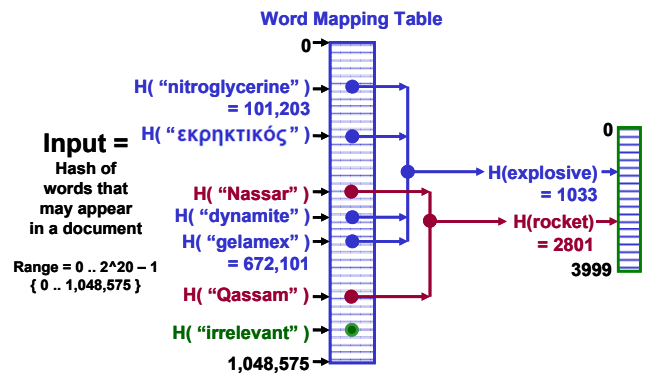 Word Mapping Table
0
H( “nitroglycerine” )
= 101,203
H( “εκρηκτικός” )
Input =
Hash of
words that
may appear
in a document
Range = 0 .. 2^20 – 1
{ 0 .. 1,048,575 }
H( “Nassar” )
H( “dynamite” )
H( “gelamex” )
= 672,101
H( “Qassam” )
H( “irrelevant” )
1,048,575
0
H(explosive)
= 1033
H(rocket)
= 2801
3999